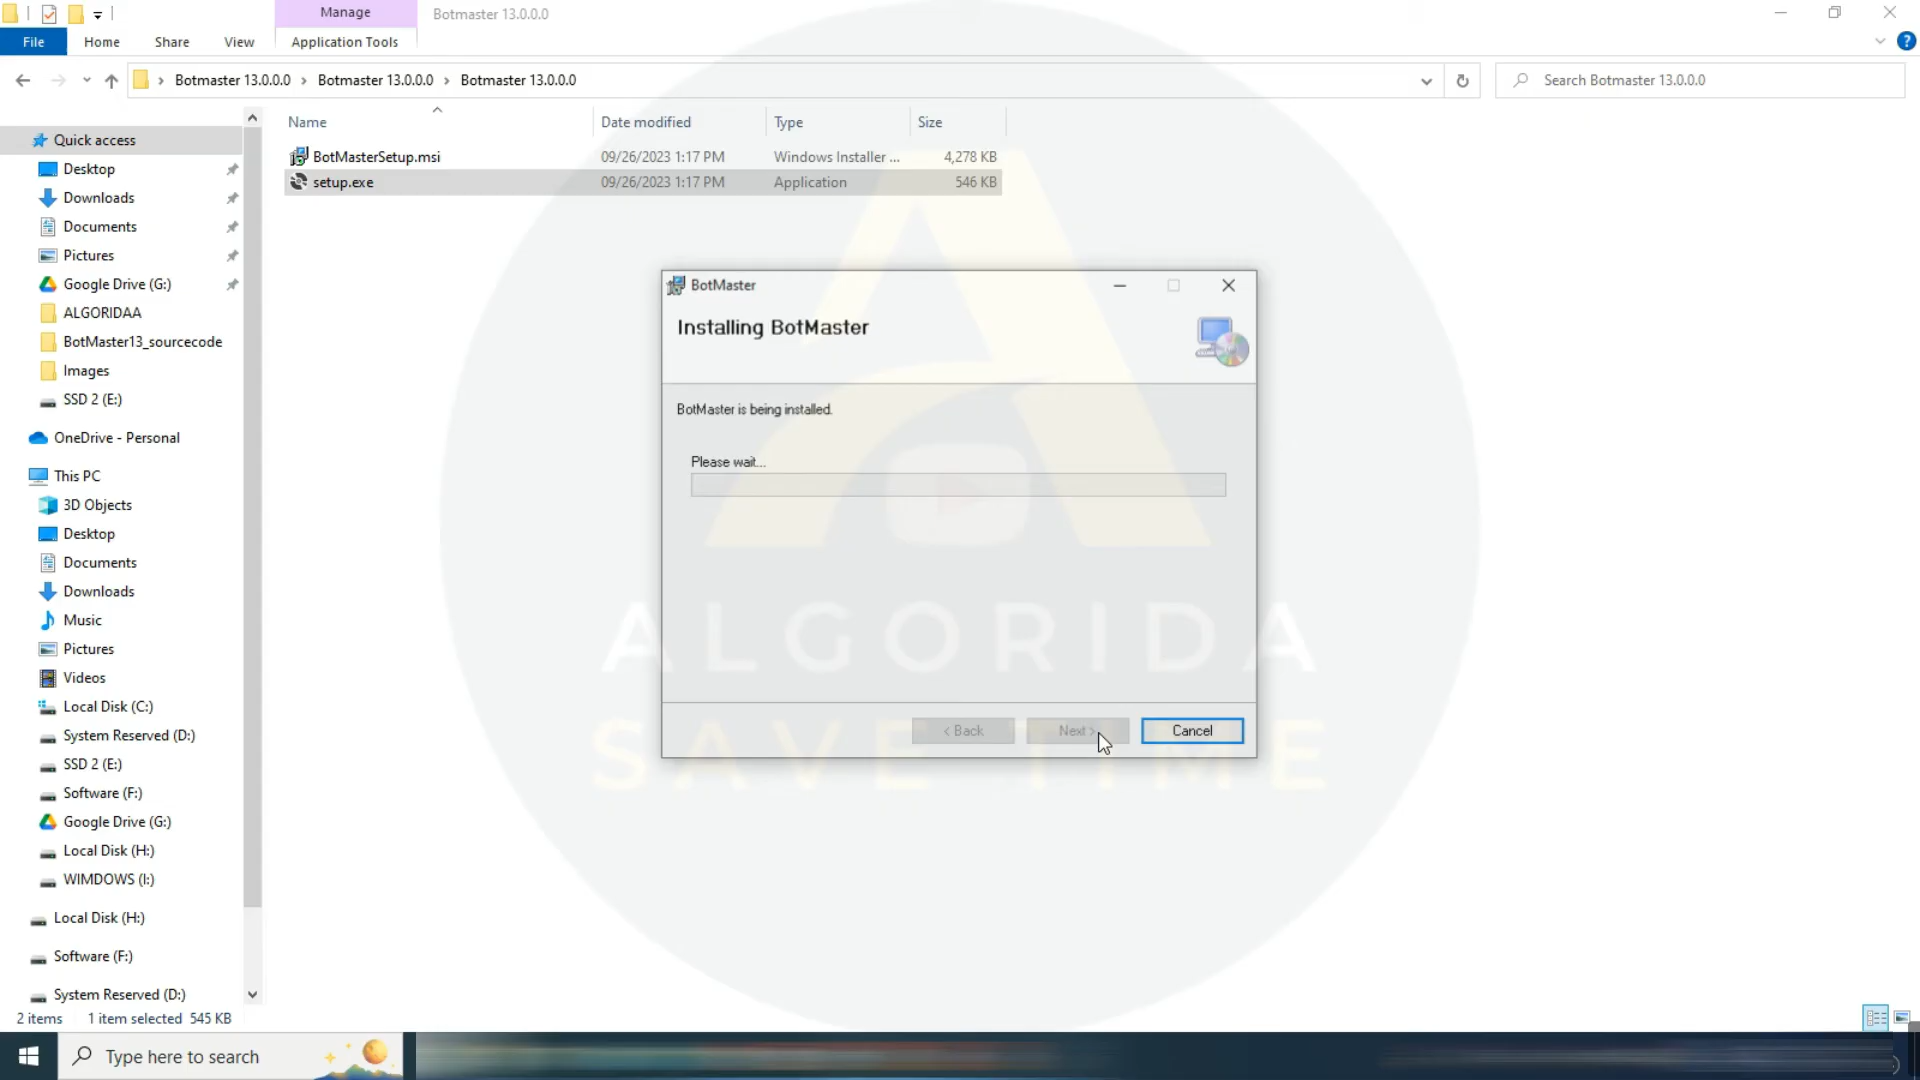 Manage
Botmaster 13.0.0.0
File
Home
Share
View
Application Tools
Botmaster 13.0.0.0
Botmaster 13.0.0.0
Botmaster 13.0.0.0
Search Botmaster 13.0.0.0
Name
Date modified
Type
Size
BotMasterSetup.msi
09/26/2023 1:17 PM
Windows Installer ...
4,278 KB
setup.exe
09/26/2023 1:17 PM
Application
546 KB
Quick access
Desktop
Downloads
Documents
Pictures
Google Drive (G:)
ALGORIDAA
BotMaster13_sourcecode
Images
SSD 2 (E:)
OneDrive - Personal
This PC
3D Objects
Desktop
Documents
Downloads
Music
Pictures
Videos
Local Disk (C:)
System Reserved (D:)
SSD 2 (E:)
Software (F:)
Google Drive (G:)
Local Disk (H:)
WIMDOWS (I:)
Local Disk (H:)
Software (F:)
System Reserved (D:)
BotMaster
Installing BotMaster
BotMaster is being installed.
Please wait...
< Back
Next >
Cancel
ALGORIDA
SAVE TIME
2 items
1 item selected 545 KB
Type here to search